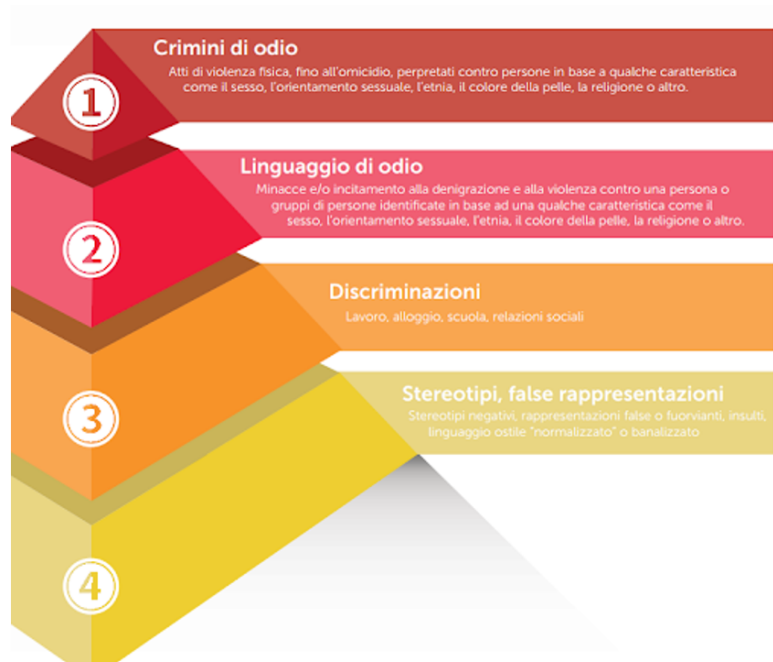 1
Crimini di odio
Atti di violenza fisica, fino all'omicidio, perpretati contro persone in base a qualche caratteristica
come il sesso, l'orientamento sessuale, l'etnia, il colore della pelle, la religione o altro.
2
Linguaggio di odio
Minacce e/o incitamento alla denigrazione e alla violenza contro una persona o
gruppi di persone identificate in base ad una qualche caratteristica come il
sesso, l'orientamento sessuale, l'etnia, il colore della pelle, la religione o altro.
3
Discriminazioni
Lavoro, alloggio, scuola, relazioni sociali
4
Stereotipi, false rappresentazioni
Stereotipi negativi, rappresentazioni false o fuorvianti, insulti,
linguaggio ostile "normalizzato" o banalizzato